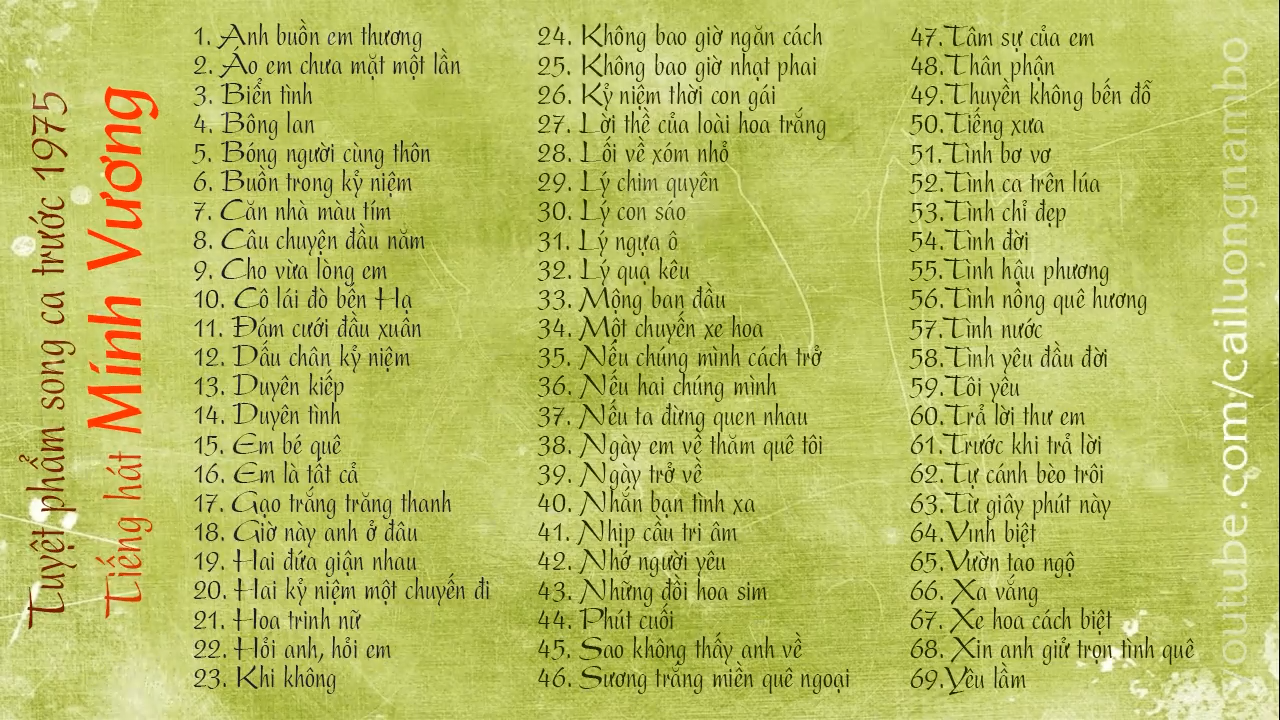 Tuyệt phẩm song ca trước 1975
Tiếng hát Minh Vương
1. Anh buồn em thương
2. Áo em chưa mặt một lần
3. Biển tình
4. Bông lan
5. Bóng người cùng thôn
6. Buồn trong kỷ niệm
7. Căn nhà màu tím
8. Câu chuyện đầu năm
9. Cho vừa lòng em
10. Cô lái đò bến Hạ
11. Đám cưới đầu xuân
12. Dấu chân kỷ niệm
13. Duyên kiếp
14. Duyên tình
15. Em bé quê
16. Em là tất cả
17. Gạo trắng trăng thanh
18. Giờ này anh ở đâu
19. Hai đứa giận nhau
20. Hai kỷ niệm một chuyến đi
21. Hoa trinh nữ
22. Hỏi anh, hỏi em
23. Khi không
24. Không bao giờ ngăn cách
25. Không bao giờ nhạt phai
26. Kỷ niệm thời con gái
27. Lời thề của loài hoa trắng
28. Lối về xóm nhỏ
29. Lý chim quyên
30. Lý con sáo
31. Lý ngựa ô
32. Lý quạ kêu
33. Mộng ban đầu
34. Một chuyến xe hoa
35. Nếu chúng mình cách trở
36. Nếu hai chúng mình
37. Nếu ta đừng quen nhau
38. Ngày em về thăm quê tôi
39. Ngày trở về
40. Nhắn bạn tình xa
41. Nhịp cầu tri âm
42. Nhớ người yêu
43. Những đồi hoa sim
44. Phút cuối
45. Sao không thấy anh về
46. Sương trắng miền quê ngoại
47. Tâm sự của em
48. Thân phận
49. Thuyền không bến đỗ
50. Tiếng xưa
51. Tình bơ vơ
52. Tình ca trên lúa
53. Tình chỉ đẹp
54. Tình đời
55. Tình hậu phương
56. Tình nồng quê hương
57. Tình nước
58. Tình yêu đầu đời
59. Tôi yêu
60. Trả lời thư em
61. Trước khi trả lời
62. Tự cánh bèo trôi
63. Từ giây phút này
64. Vĩnh biệt
65. Vườn tao ngộ
66. Xa vắng
67. Xe hoa cách biệt
68. Xin anh giữ trọn tình quê
69. Yêu lầm
youtube.com/cailuongnambo